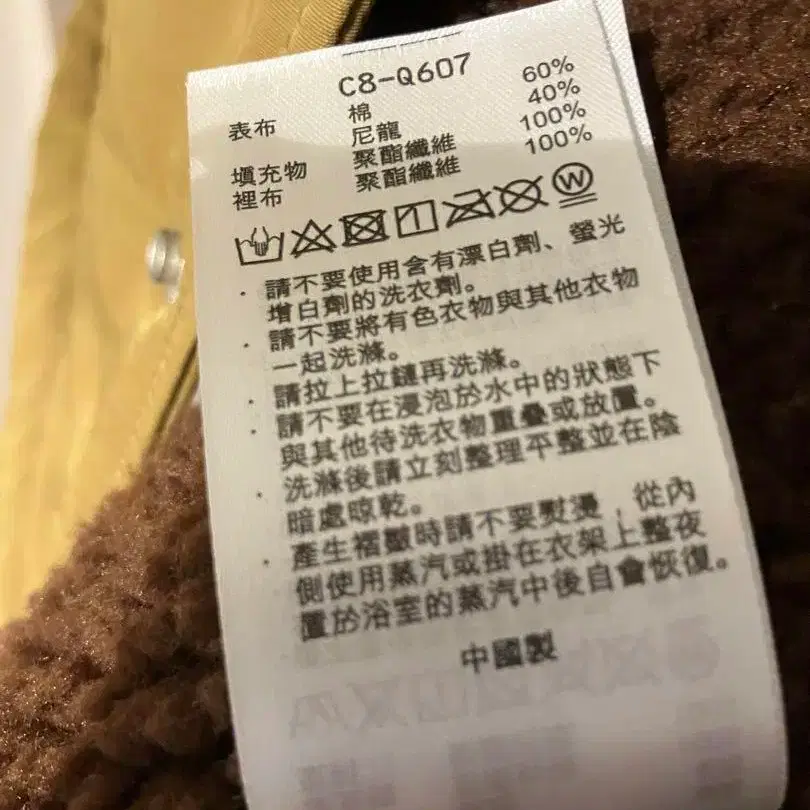 C8-Q607
表布 棉 60%
尼龍 40%
填充物 聚酯纖維 100%
裡布 聚酯纖維 100%
W
· 請不要使用含有漂白劑、螢光
增白劑的洗衣劑。
· 請不要將有色衣物與其他衣物
一起洗滌。
· 請拉上拉鏈再洗滌。
· 請不要在浸泡於水中的狀態下
與其他待洗衣物重疊或放置。
· 洗滌後請立刻整理平整並在陰
暗處晾乾。
· 產生褶皺時請不要熨燙，從內
側使用蒸汽或掛在衣架上整夜
置於浴室的蒸汽中後自會恢復。
中國製